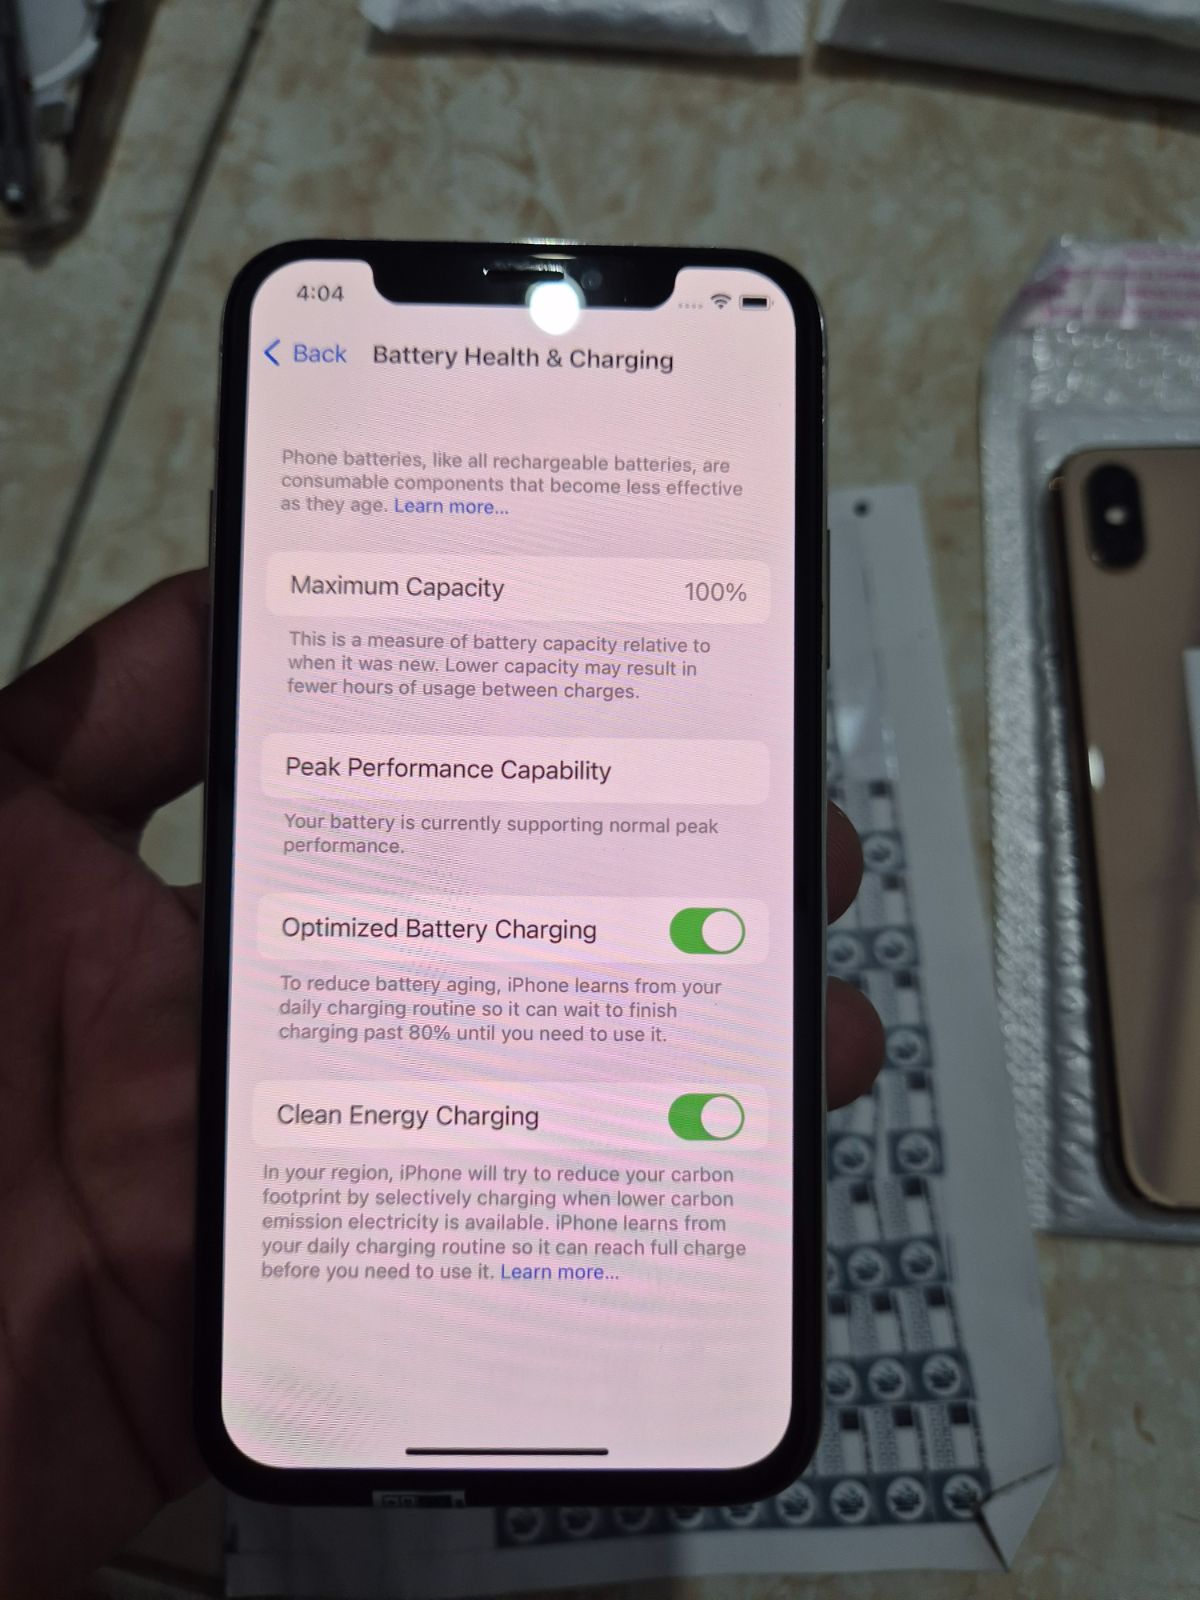 4:04
Back Battery Health & Charging
Phone batteries, like all rechargeable batteries, are
consumable components that become less effective
as they age. Learn more...
Maximum Capacity 100%
This is a measure of battery capacity relative to
when it was new. Lower capacity may result in
fewer hours of usage between charges.
Peak Performance Capability
Your battery is currently supporting normal peak
performance.
Optimized Battery Charging
To reduce battery aging, iPhone learns from your
daily charging routine so it can wait to finish
charging past 80% until you need to use it.
Clean Energy Charging
In your region, iPhone will try to reduce your carbon
footprint by selectively charging when lower carbon
emission electricity is available. iPhone learns from
your daily charging routine so it can reach full charge
before you need to use it. Learn more...